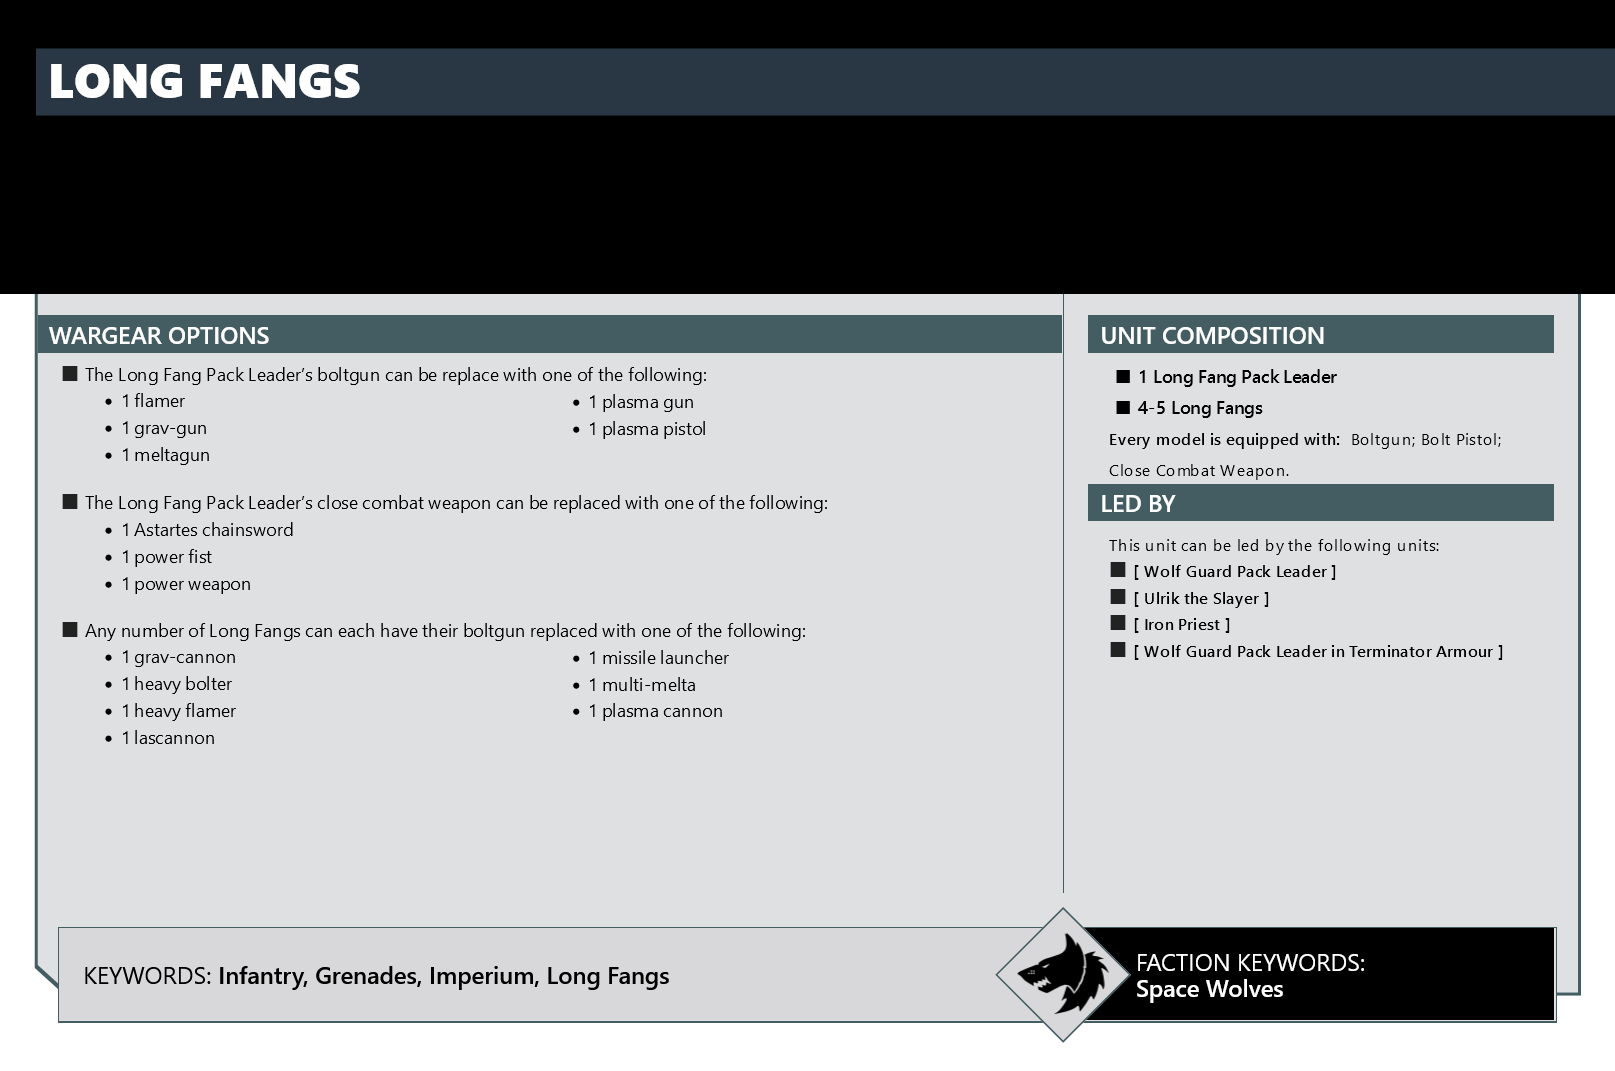 LONG FANGS
WARGEAR OPTIONS
■ The Long Fang Pack Leader's boltgun can be replace with one of the following:
• 1 flamer
• 1 grav-gun
• 1 meltagun
• 1 plasma gun
• 1 plasma pistol
■ The Long Fang Pack Leader's close combat weapon can be replaced with one of the following:
• 1 Astartes chainsword
• 1 power fist
• 1 power weapon
■ Any number of Long Fangs can each have their boltgun replaced with one of the following:
• 1 grav-cannon
• 1 heavy bolter
• 1 heavy flamer
• 1 lascannon
• 1 missile launcher
• 1 multi-melta
• 1 plasma cannon
UNIT COMPOSITION
■ 1 Long Fang Pack Leader
■ 4-5 Long Fangs
Every model is equipped with: Boltgun; Bolt Pistol;
Close Combat Weapon.
LED BY
This unit can be led by the following units:
■ [ Wolf Guard Pack Leader ]
■ [ Ulrik the Slayer ]
■ [ Iron Priest ]
■ [ Wolf Guard Pack Leader in Terminator Armour ]
KEYWORDS: Infantry, Grenades, Imperium, Long Fangs
FACTION KEYWORDS:
Space Wolves